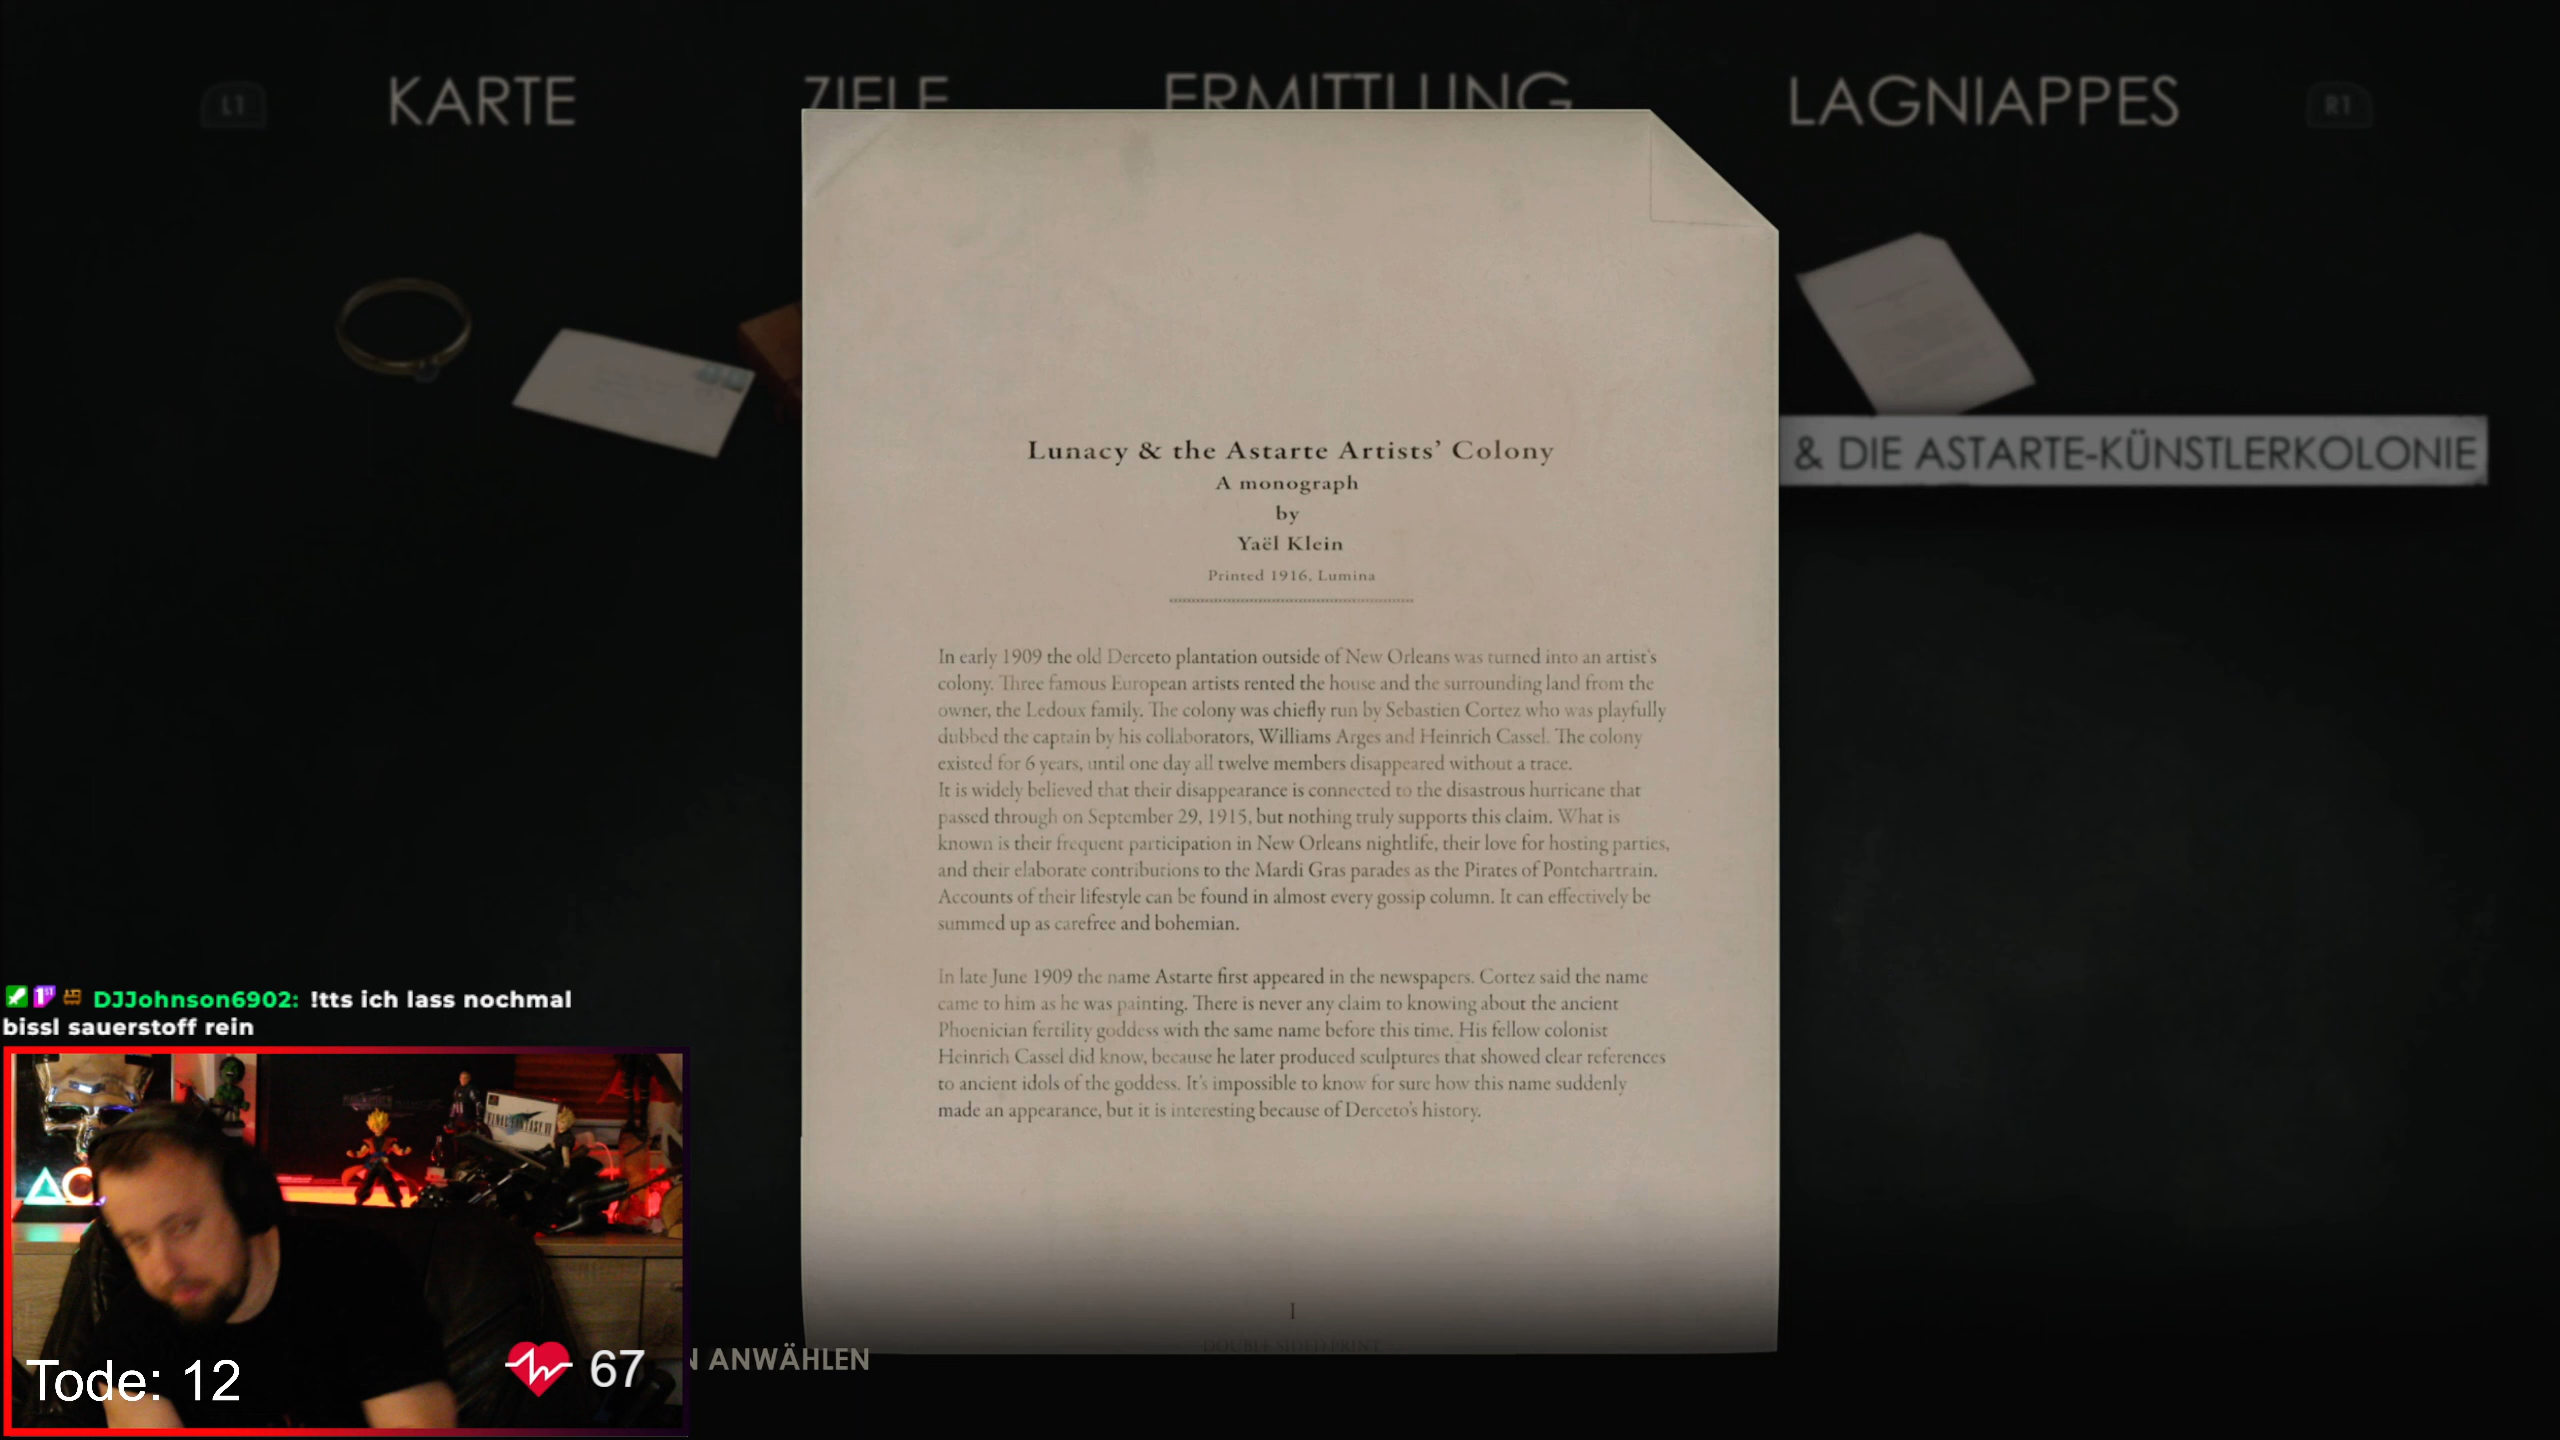 L1
KARTE
ZIELE
ERMITTLUNG
LAGNIAPPES
R1
Lunacy & the Astarte Artists' Colony
A monograph
by
Yaël Klein
Printed 1916, Lumina
& DIE ASTARTE-KÜNSTLERKOLONIE
In early 1909 the old Derceto plantation outside of New Orleans was turned into an artist's
colony. Three famous European artists rented the house and the surrounding land from the
owner, the Ledoux family. The colony was chiefly run by Sebastien Cortez who was playfully
dubbed the captain by his collaborators, Williams Arges and Heinrich Cassel. The colony
existed for 6 years, until one day all twelve members disappeared without a trace.
It is widely believed that their disappearance is connected to the disastrous hurricane that
passed through on September 29, 1915, but nothing truly supports this claim. What is
known is their frequent participation in New Orleans nightlife, their love for hosting parties,
and their elaborate contributions to the Mardi Gras parades as the Pirates of Pontchartrain.
Accounts of their lifestyle can be found in almost every gossip column. It can effectively be
summed up as carefree and bohemian.
In late June 1909 the name Astarte first appeared in the newspapers. Cortez said the name
came to him as he was painting. There is never any claim to knowing about the ancient
Phoenician fertility goddess with the same name before this time. His fellow colonist
Heinrich Cassel did know, because he later produced sculptures that showed clear references
to ancient idols of the goddess. It's impossible to know for sure how this name suddenly
made an appearance, but it is interesting because of Derceto's history.
I
DOUBLE SIDED PRINT
N ANWÄHLEN
DJJohnson6902: !tts ich lass nochmal
bissl sauerstoff rein
FINAL FANTASY VII
Tode: 12
67